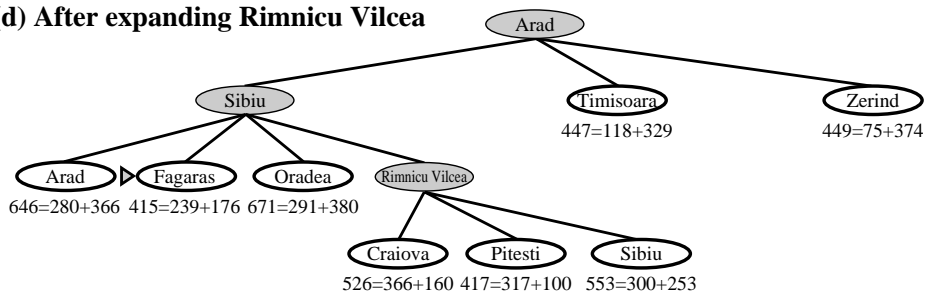 d) After expanding Rimnicu Vilcea
Arad
Sibiu
Timisoara
Zerind
447=118+329
449=75+374
Arad
Fagaras
Oradea
Rimnicu Vilcea
646=280+366
415=239+176
671=291+380
Craiova
Pitesti
Sibiu
526=366+160
417=317+100
553=300+253